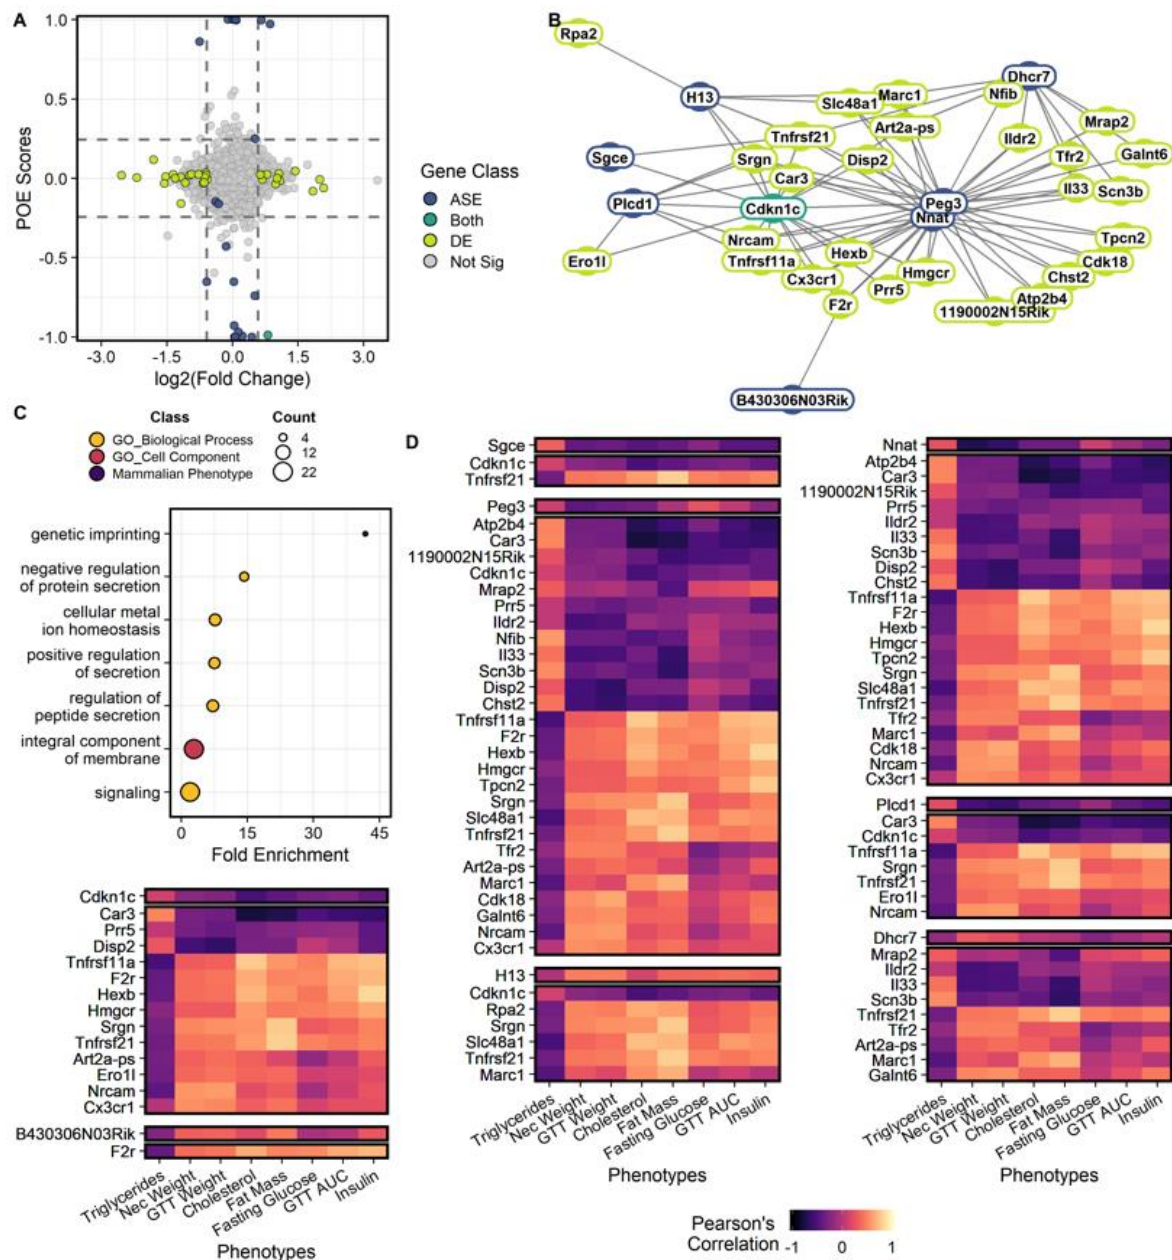 A
POE Scores
1.0
0.5
0.0
-0.5
-1.0
-3.0
-1.5
0.0
1.5
3.0
log2(Fold Change)
Gene Class
ASE
Both
DE
Not Sig
B
Rpa2
H13
Dhcr7
Slc48a1
Marc1
Nfib
Sgce
Tnfrsf21
Art2a-ps
Ildr2
Mrap2
Srgn
Disp2
Tfr2
Galnt6
Car3
Il33
Scn3b
Plcd1
Cdkn1c
Peg3
Nnat
Ero1l
Nrcam
Tnfrsf11a
Hexb
Hmgcr
Tpcn2
Cdk18
Cx3cr1
Prr5
Chst2
F2r
Atp2b4
1190002N15Rik
B430306N03Rik
C
Class
GO_Biological Process
GO_Cell Component
Mammalian Phenotype
Count
4
12
22
genetic imprinting
negative regulation
of protein secretion
cellular metal
ion homeostasis
positive regulation
of secretion
regulation of
peptide secretion
integral component
of membrane
signaling
0
15
30
45
Fold Enrichment
Cdkn1c
Car3
Prr5
Disp2
Tnfrsf11a
F2r
Hexb
Hmgcr
Srgn
Tnfrsf21
Art2a-ps
Ero1l
Nrcam
Cx3cr1
B430306N03Rik
F2r
Triglycerides
Nec Weight
GTT Weight
Cholesterol
Fat Mass
Fasting Glucose
GTT AUC
Insulin
Phenotypes
D
Sgce
Cdkn1c
Tnfrsf21
Peg3
Atp2b4
Car3
1190002N15Rik
Cdkn1c
Mrap2
Prr5
Ildr2
Nfib
Il33
Scn3b
Disp2
Chst2
Tnfrsf11a
F2r
Hexb
Hmgcr
Tpcn2
Srgn
Slc48a1
Tnfrsf21
Tfr2
Art2a-ps
Marc1
Cdk18
Galnt6
Nrcam
Cx3cr1
H13
Cdkn1c
Rpa2
Srgn
Slc48a1
Tnfrsf21
Marc1
Triglycerides
Nec Weight
GTT Weight
Cholesterol
Fat Mass
Fasting Glucose
GTT AUC
Insulin
Phenotypes
Nnat
Atp2b4
Car3
1190002N15Rik
Prr5
Ildr2
Il33
Scn3b
Disp2
Chst2
Tnfrsf11a
F2r
Hexb
Hmgcr
Tpcn2
Srgn
Slc48a1
Tnfrsf21
Tfr2
Marc1
Cdk18
Nrcam
Cx3cr1
Plcd1
Car3
Cdkn1c
Tnfrsf11a
Srgn
Tnfrsf21
Ero1l
Nrcam
Dhcr7
Mrap2
Ildr2
Il33
Scn3b
Tnfrsf21
Tfr2
Art2a-ps
Marc1
Galnt6
Triglycerides
Nec Weight
GTT Weight
Cholesterol
Fat Mass
Fasting Glucose
GTT AUC
Insulin
Phenotypes
Pearson's
Correlation
-1
0
1